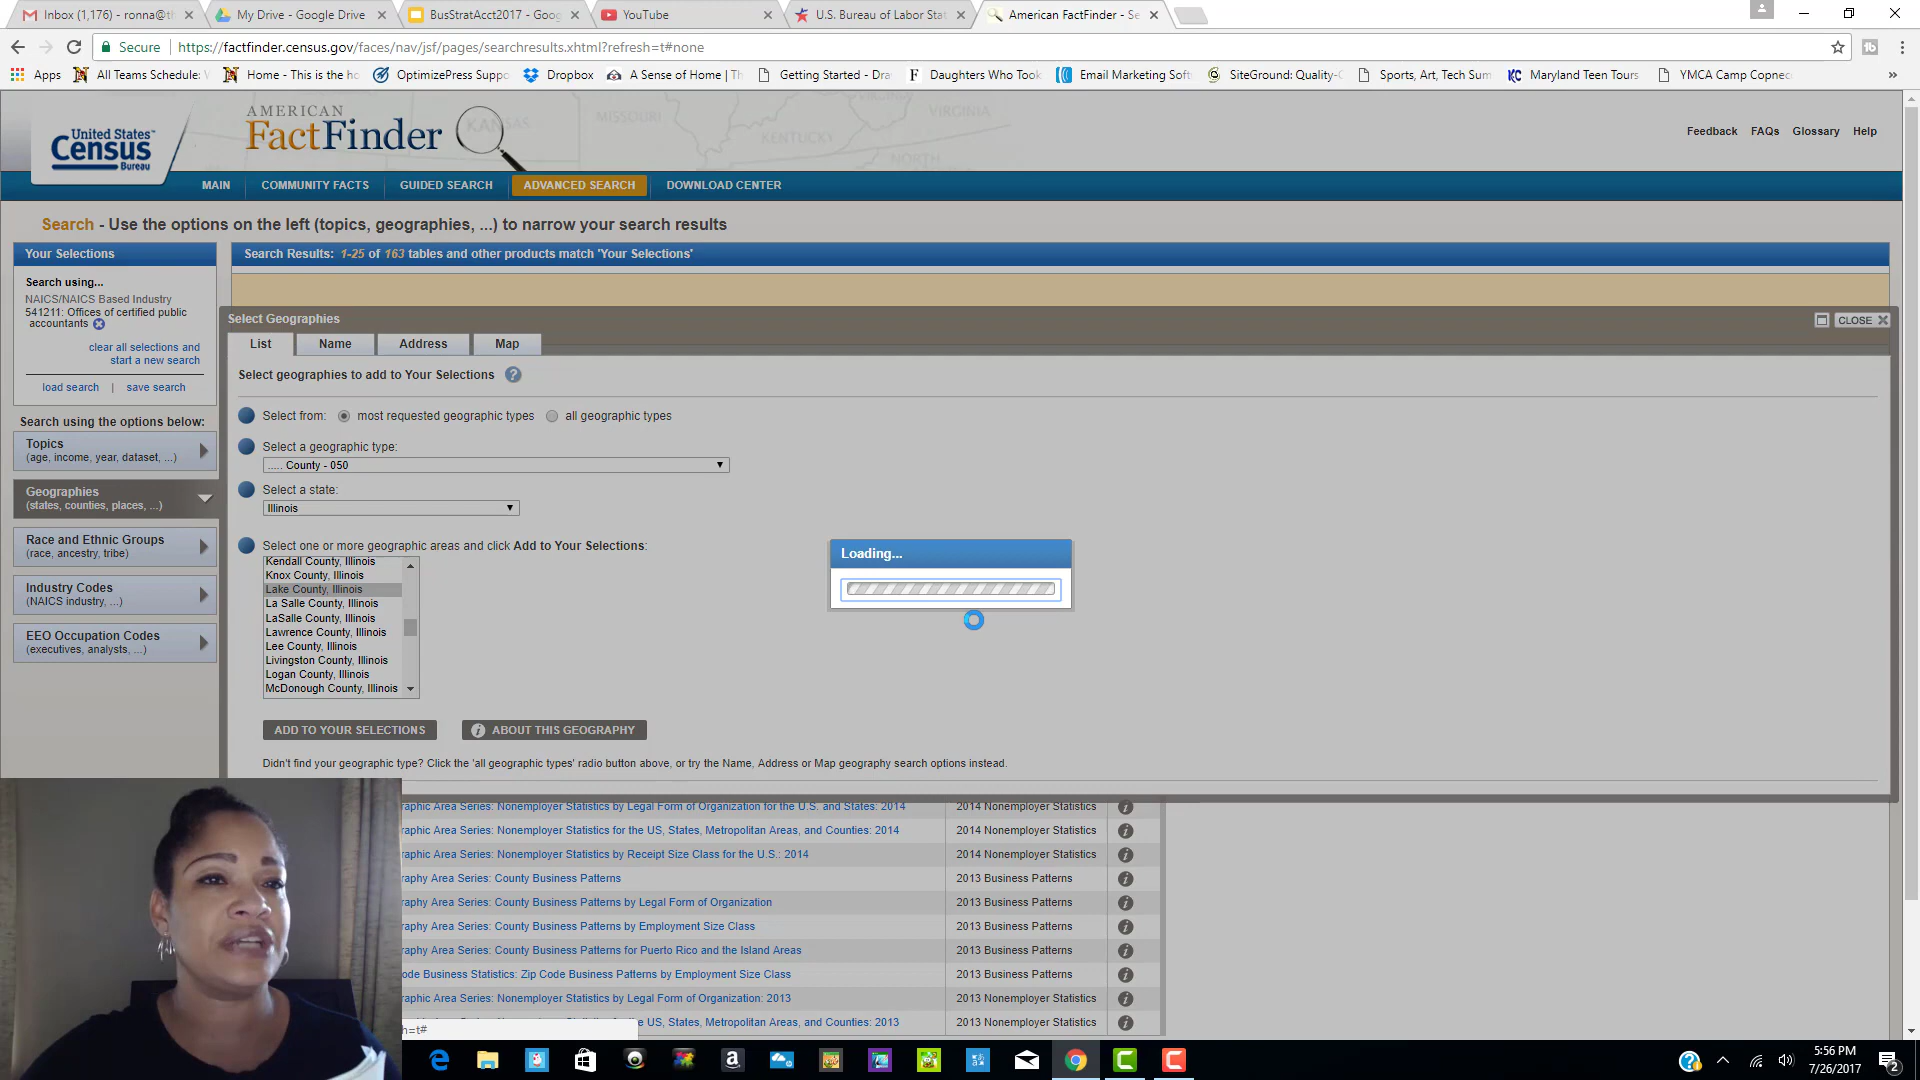 Inbox (1,176) - ronna@th
My Drive - Google Drive
BusStratAcct2017 - Goog
YouTube
U.S. Bureau of Labor Stat
American FactFinder - Se
Secure
https://factfinder.census.gov/faces/nav/jsf/pages/searchresults.xhtml?refresh=t#none
Apps
All Teams Schedule:
Home - This is the ho
OptimizePress Suppo
Dropbox
A Sense of Home | Th
Getting Started - Dra
Daughters Who Took
Email Marketing Soft
SiteGround: Quality-C
Sports, Art, Tech Sum
Maryland Teen Tours
YMCA Camp Copnec
United States
Census
Bureau
AMERICAN
FactFinder
KANSAS
MISSOURI
KENTUCKY
VIRGINIA
NORTH
Feedback FAQs Glossary Help
MAIN COMMUNITY FACTS GUIDED SEARCH ADVANCED SEARCH DOWNLOAD CENTER
Search - Use the options on the left (topics, geographies, ...) to narrow your search results
Your Selections
Search using...
NAICS/NAICS Based Industry
541211: Offices of certified public
accountants
clear all selections and
start a new search
load search | save search
Search using the options below:
Topics
(age, income, year, dataset, ...)
Geographies
(states, counties, places, ...)
Race and Ethnic Groups
(race, ancestry, tribe)
Industry Codes
(NAICS industry, ...)
EEO Occupation Codes
(executives, analysts, ...)
Search Results: 1-25 of 163 tables and other products match 'Your Selections'
Select Geographies
CLOSE
List Name Address Map
Select geographies to add to Your Selections
Select from: most requested geographic types all geographic types
Select a geographic type:
..... County - 050
Select a state:
Illinois
Select one or more geographic areas and click Add to Your Selections:
Kendall County, Illinois
Knox County, Illinois
Lake County, Illinois
La Salle County, Illinois
LaSalle County, Illinois
Lawrence County, Illinois
Lee County, Illinois
Livingston County, Illinois
Logan County, Illinois
McDonough County, Illinois
Loading...
ADD TO YOUR SELECTIONS
ABOUT THIS GEOGRAPHY
Didn't find your geographic type? Click the 'all geographic types' radio button above, or try the Name, Address or Map geography search options instead.
raphic Area Series: Nonemployer Statistics by Legal Form of Organization for the U.S. and States: 2014 2014 Nonemployer Statistics
raphy Area Series: Nonemployer Statistics for the US, States, Metropolitan Areas, and Counties: 2014 2014 Nonemployer Statistics
raphy Area Series: Nonemployer Statistics by Receipt Size Class for the U.S.: 2014 2014 Nonemployer Statistics
raphy Area Series: County Business Patterns 2013 Business Patterns
raphy Area Series: County Business Patterns by Legal Form of Organization 2013 Business Patterns
raphy Area Series: County Business Patterns by Employment Size Class 2013 Business Patterns
raphy Area Series: County Business Patterns for Puerto Rico and the Island Areas 2013 Business Patterns
ode Business Statistics: Zip Code Business Patterns by Employment Size Class 2013 Business Patterns
raphy Area Series: Nonemployer Statistics by Legal Form of Organization: 2013 2013 Nonemployer Statistics
US, States, Metropolitan Areas, and Counties: 2013 2013 Nonemployer Statistics
h=t#
5:56 PM
7/26/2017
2